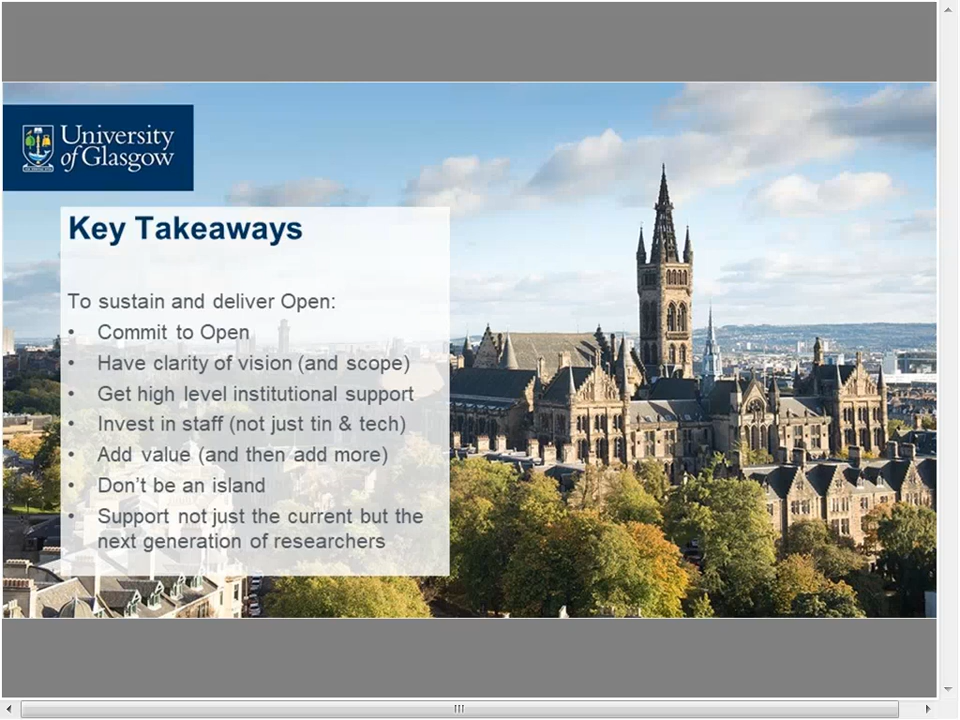 University
of Glasgow
Key Takeaways
To sustain and deliver Open:
• Commit to Open
• Have clarity of vision (and scope)
• Get high level institutional support
• Invest in staff (not just tin & tech)
• Add value (and then add more)
• Don't be an island
• Support not just the current but the
next generation of researchers